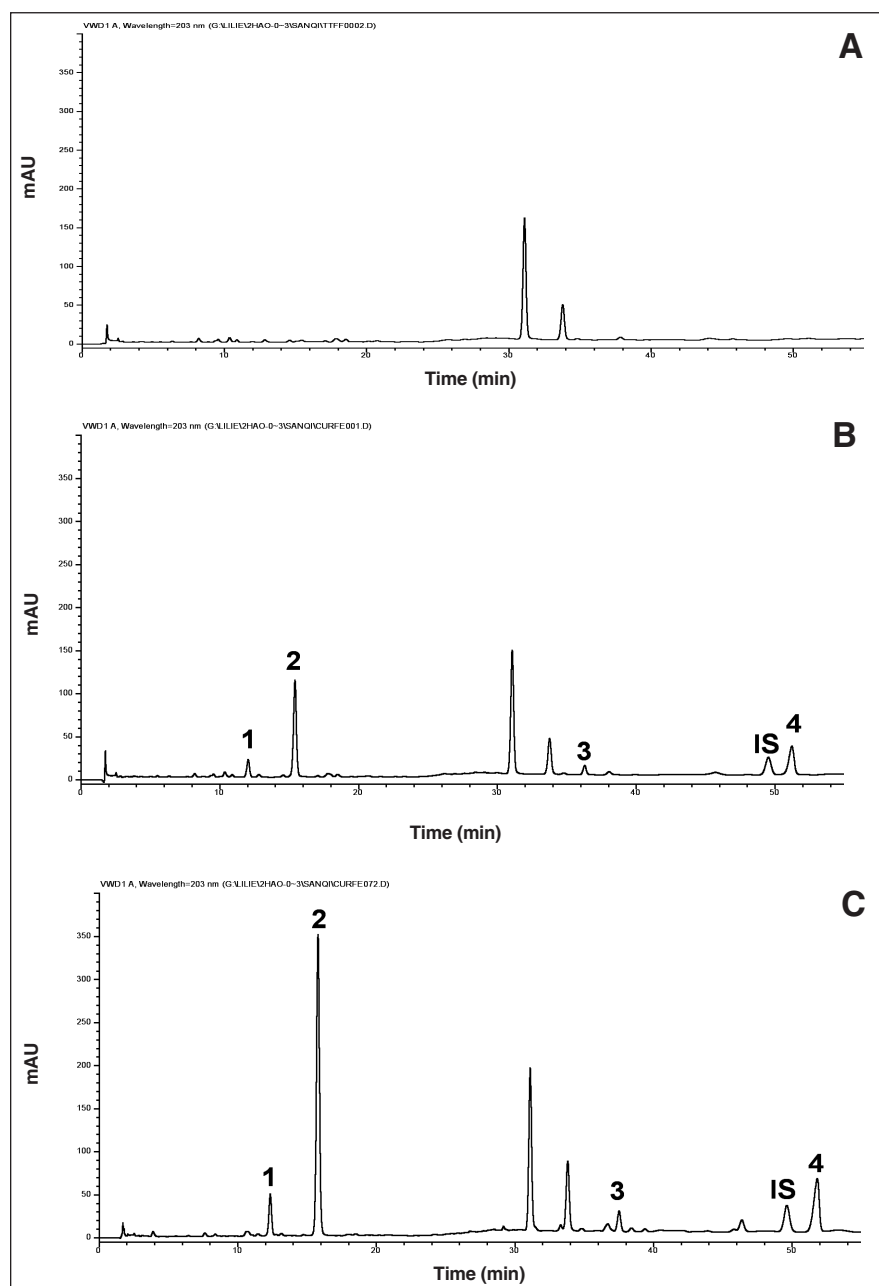 VWD1 A, Wavelength=203 nm (G:\LILIE\2HAO-0~3\SANQI\TTFF0002.D)
A
350
300
250
200
150
100
50
0
mAU
0 10 20 30 40 50
Time (min)
VWD1 A, Wavelength=203 nm (G:\LILIE\2HAO-0~3\SANQI\CURFE001.D)
B
350
300
250
200
150
100
50
0
mAU
1 2 3 IS 4
0 10 20 30 40 50
Time (min)
VWD1 A, Wavelength=203 nm (G:\LILIE\2HAO-0~3\SANQI\CURFE072.D)
C
350
300
250
200
150
100
50
0
mAU
1 2 3 IS 4
0 10 20 30 40 50
Time (min)